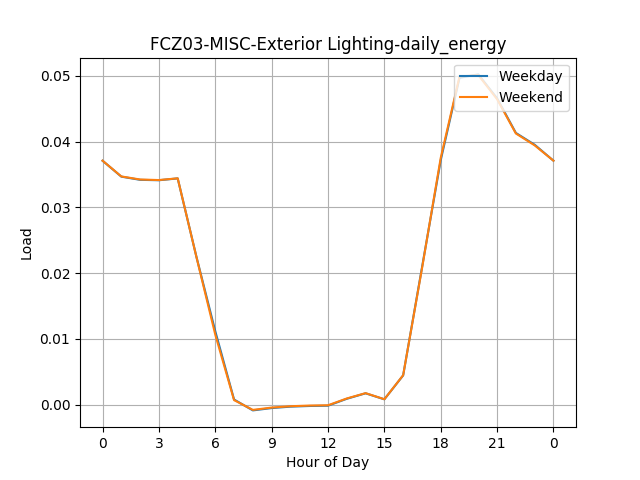 FCZ03-MISC-Exterior Lighting-daily_energy
Weekday
Weekend
0.05
0.04
0.03
0.02
0.01
0.00
Load
0 3 6 9 12 15 18 21 0
Hour of Day